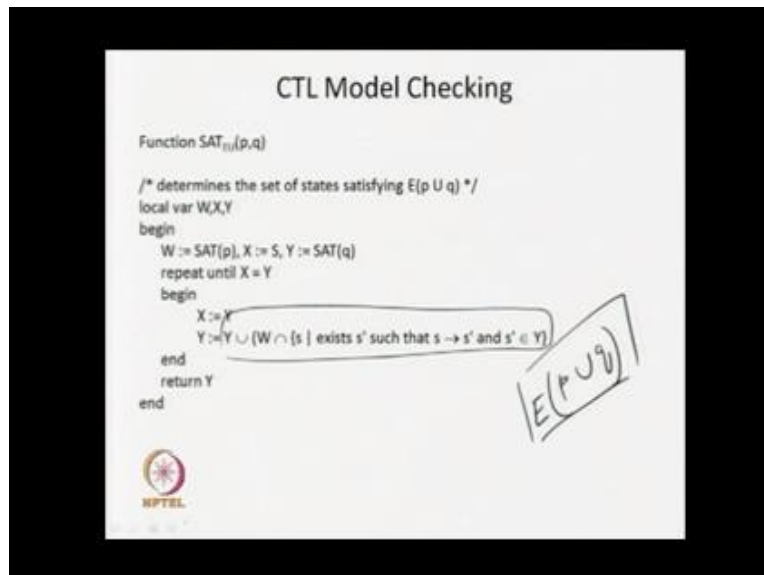 CTL Model Checking
Function SAT_EU(p,q)
/* determines the set of states satisfying E(p U q) */
local var W,X,Y
begin
W := SAT(p), X := S, Y := SAT(q)
repeat until X = Y
begin
X := Y
Y := Y ∪ (W ∩ {s | exists s' such that s → s' and s' ∈ Y}
end
return Y
end
E(p U q)
NPTEL